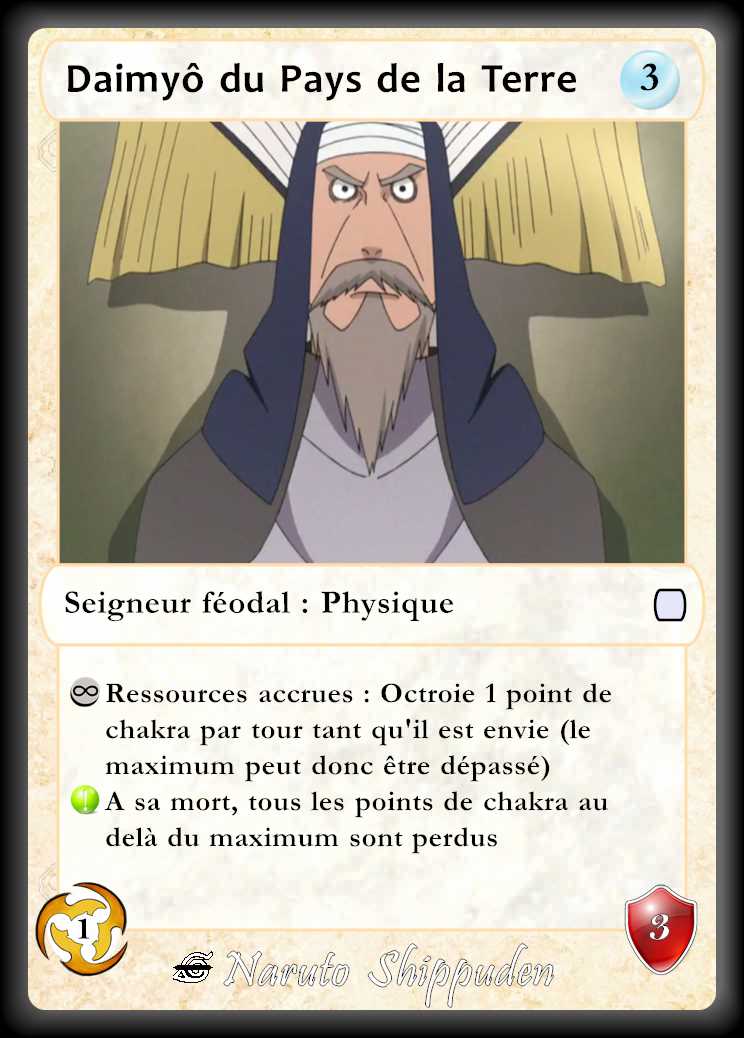 Daimyô du Pays de la Terre
3
Seigneur féodal : Physique
Ressources accrues : Octroie 1 point de
chakra par tour tant qu'il est envie (le
maximum peut donc être dépassé)
A sa mort, tous les points de chakra au
delà du maximum sont perdus
1
3
Naruto Shippuden